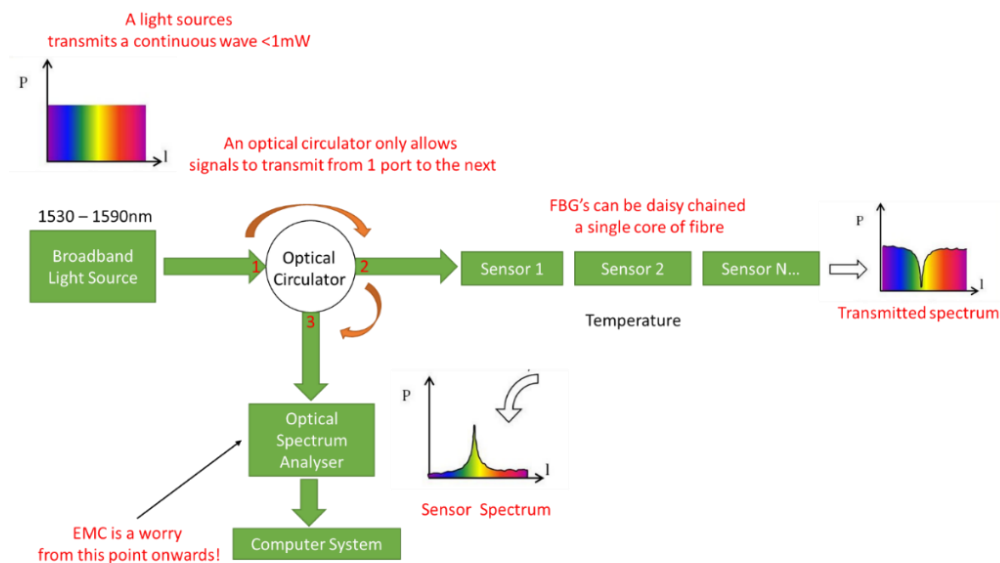 A light sources
transmits a continuous wave <1mW
P
l
An optical circulator only allows
signals to transmit from 1 port to the next
1530 – 1590nm
Broadband
Light Source
1
Optical
Circulator
2
3
FBG's can be daisy chained
a single core of fibre
Sensor 1
Sensor 2
Sensor N...
P
l
Transmitted spectrum
Temperature
Optical
Spectrum
Analyser
P
l
Sensor Spectrum
EMC is a worry
from this point onwards!
Computer System